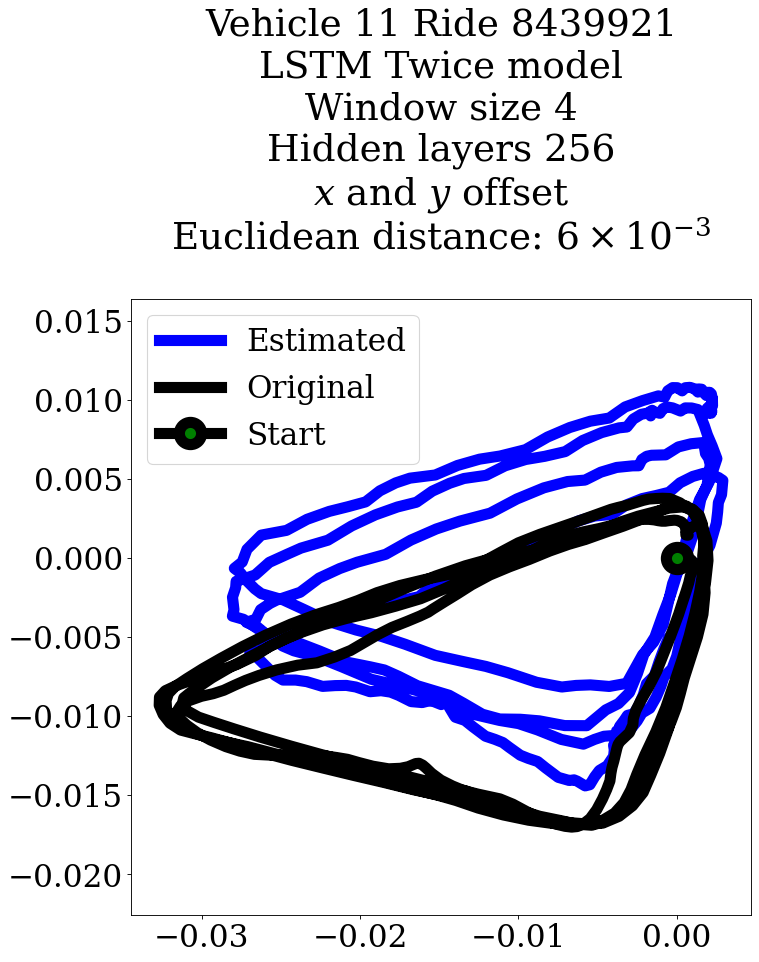 Vehicle 11 Ride 8439921
LSTM Twice model
Window size 4
Hidden layers 256
x and y offset
Euclidean distance: 6 × 10⁻³
0.015
0.010
0.005
0.000
−0.005
−0.010
−0.015
−0.020
Estimated
Original
Start
−0.03
−0.02
−0.01
0.00